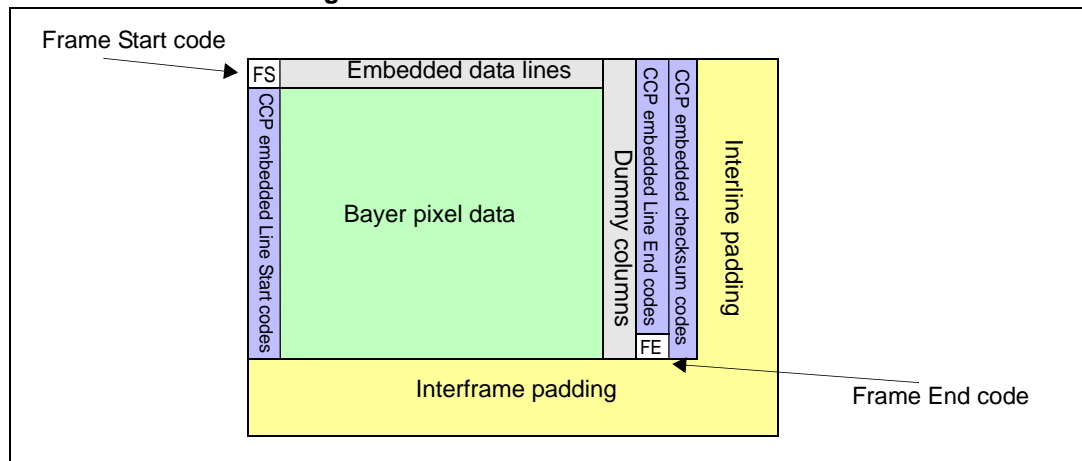 Frame Start code
FS
Embedded data lines
CCP embedded Line Start codes
Bayer pixel data
Dummy columns
CCP embedded Line End codes
CCP embedded checksum codes
Interline padding
FE
Interframe padding
Frame End code